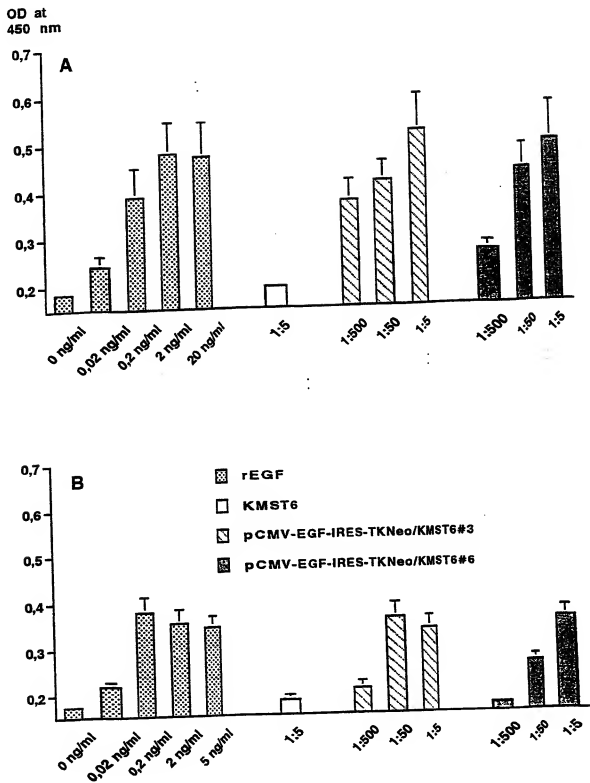 OD at
450 nm
0,7
A
0,6
0,5
0,4
0,3
0,2
0 ng/ml
0,02 ng/ml
0,2 ng/ml
2 ng/ml
20 ng/ml
1:5
1:500
1:50
1:5
1:500
1:50
1:5
0,7
B
0,6
0,5
0,4
0,3
0,2
rEGF
KMST6
pCMV-EGF-IRES-TKNeo/KMST6#3
pCMV-EGF-IRES-TKNeo/KMST6#6
0 ng/ml
0,02 ng/ml
0,2 ng/ml
2 ng/ml
5 ng/ml
1:5
1:500
1:50
1:5
1:500
1:50
1:5